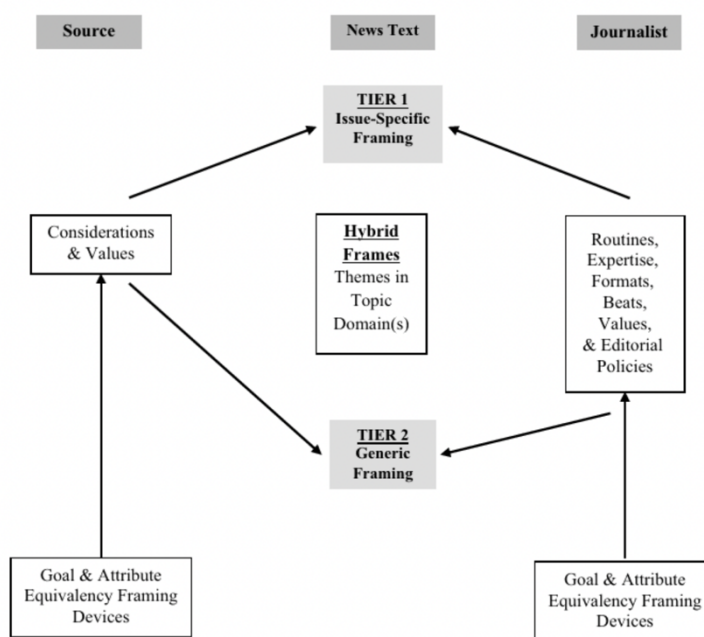 Source
News Text
Journalist
TIER 1
Issue-Specific
Framing
Considerations
& Values
Hybrid
Frames
Themes in
Topic
Domain(s)
Routines,
Expertise,
Formats,
Beats,
Values,
& Editorial
Policies
TIER 2
Generic
Framing
Goal & Attribute
Equivalency Framing
Devices
Goal & Attribute
Equivalency Framing
Devices